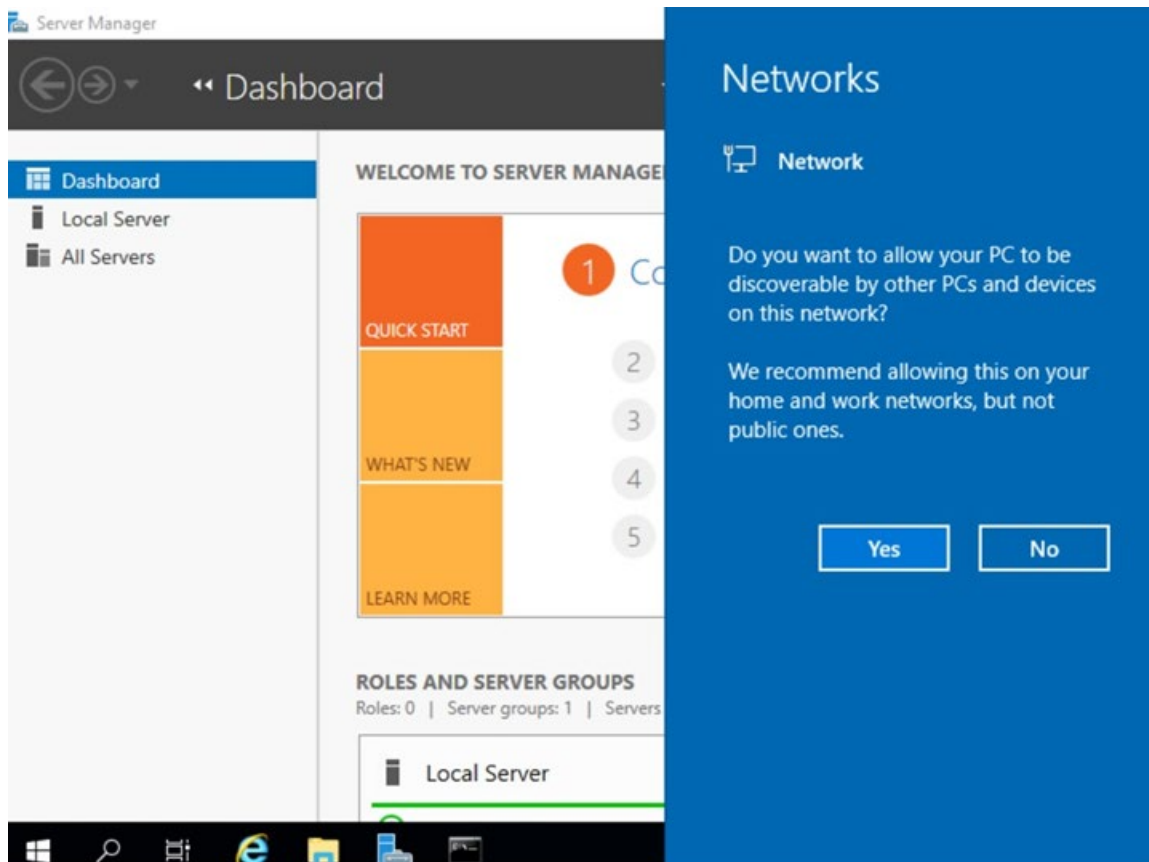 Server Manager
Dashboard
Dashboard
Local Server
All Servers
WELCOME TO SERVER MANAGE
QUICK START
WHAT'S NEW
LEARN MORE
1 Co
2
3
4
5
ROLES AND SERVER GROUPS
Roles: 0 | Server groups: 1 | Servers
Local Server
Networks
Network
Do you want to allow your PC to be
discoverable by other PCs and devices
on this network?
We recommend allowing this on your
home and work networks, but not
public ones.
Yes No